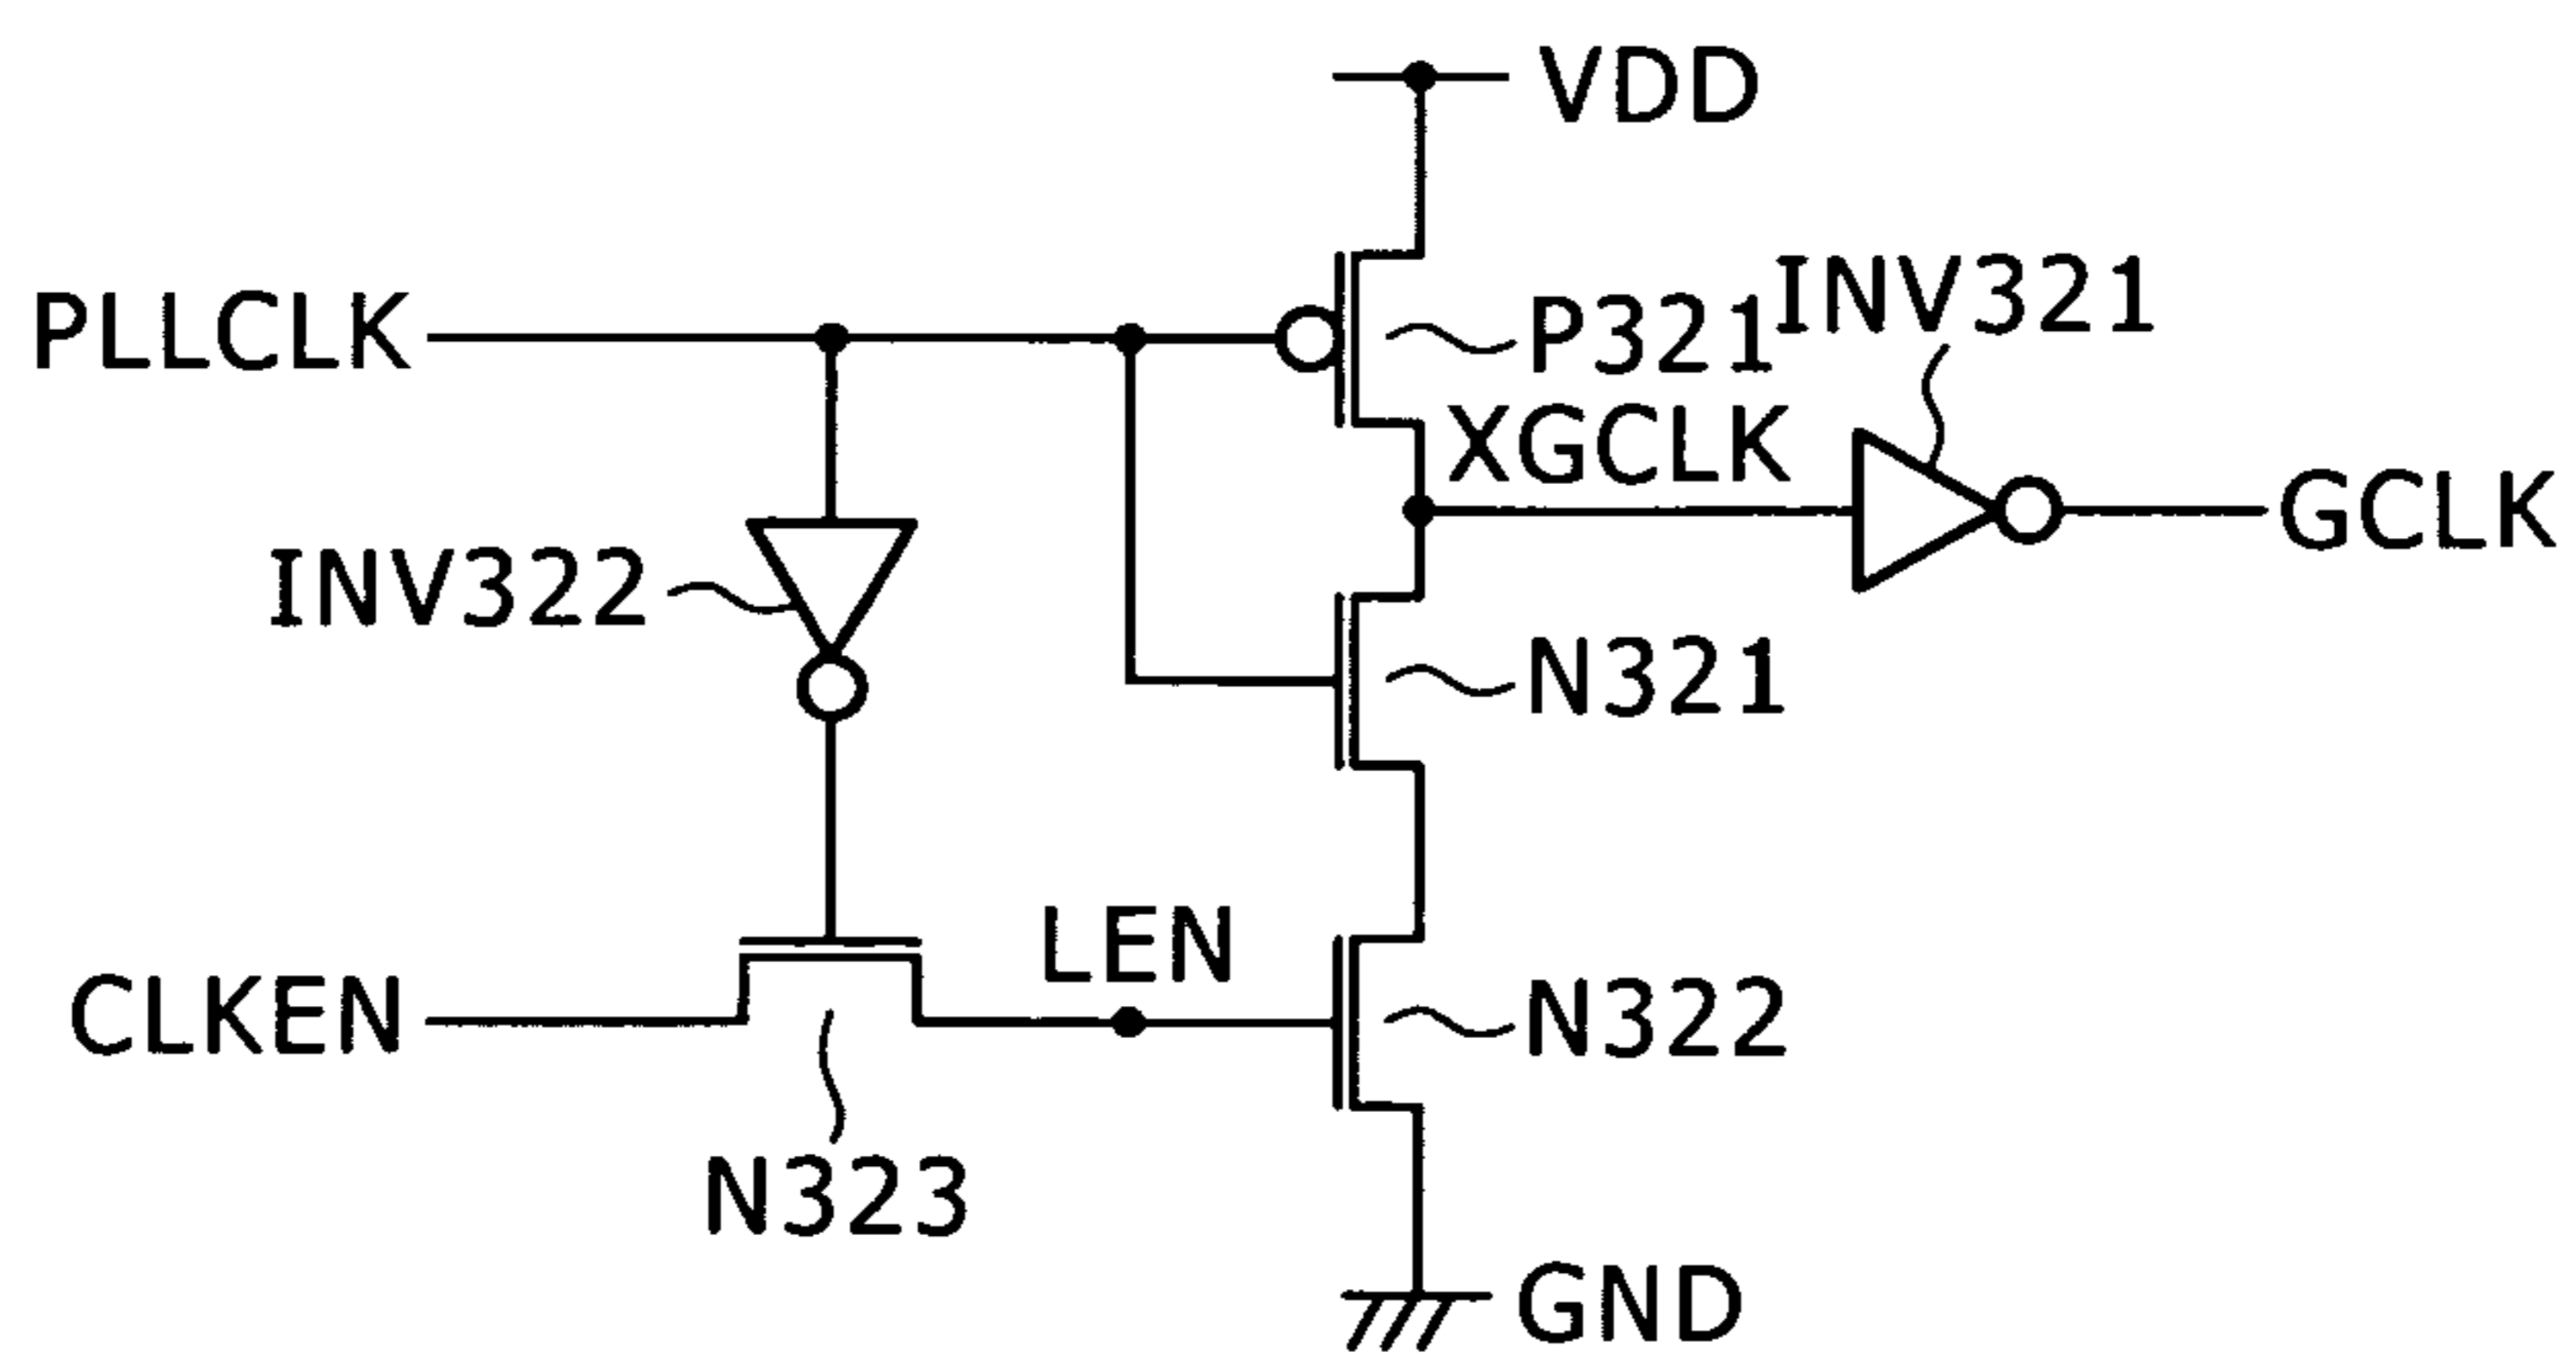 VDD
INV321
PLLCLK
P321
XGCLK
GCLK
INV322
N321
LEN
CLKEN
N322
N323
GND